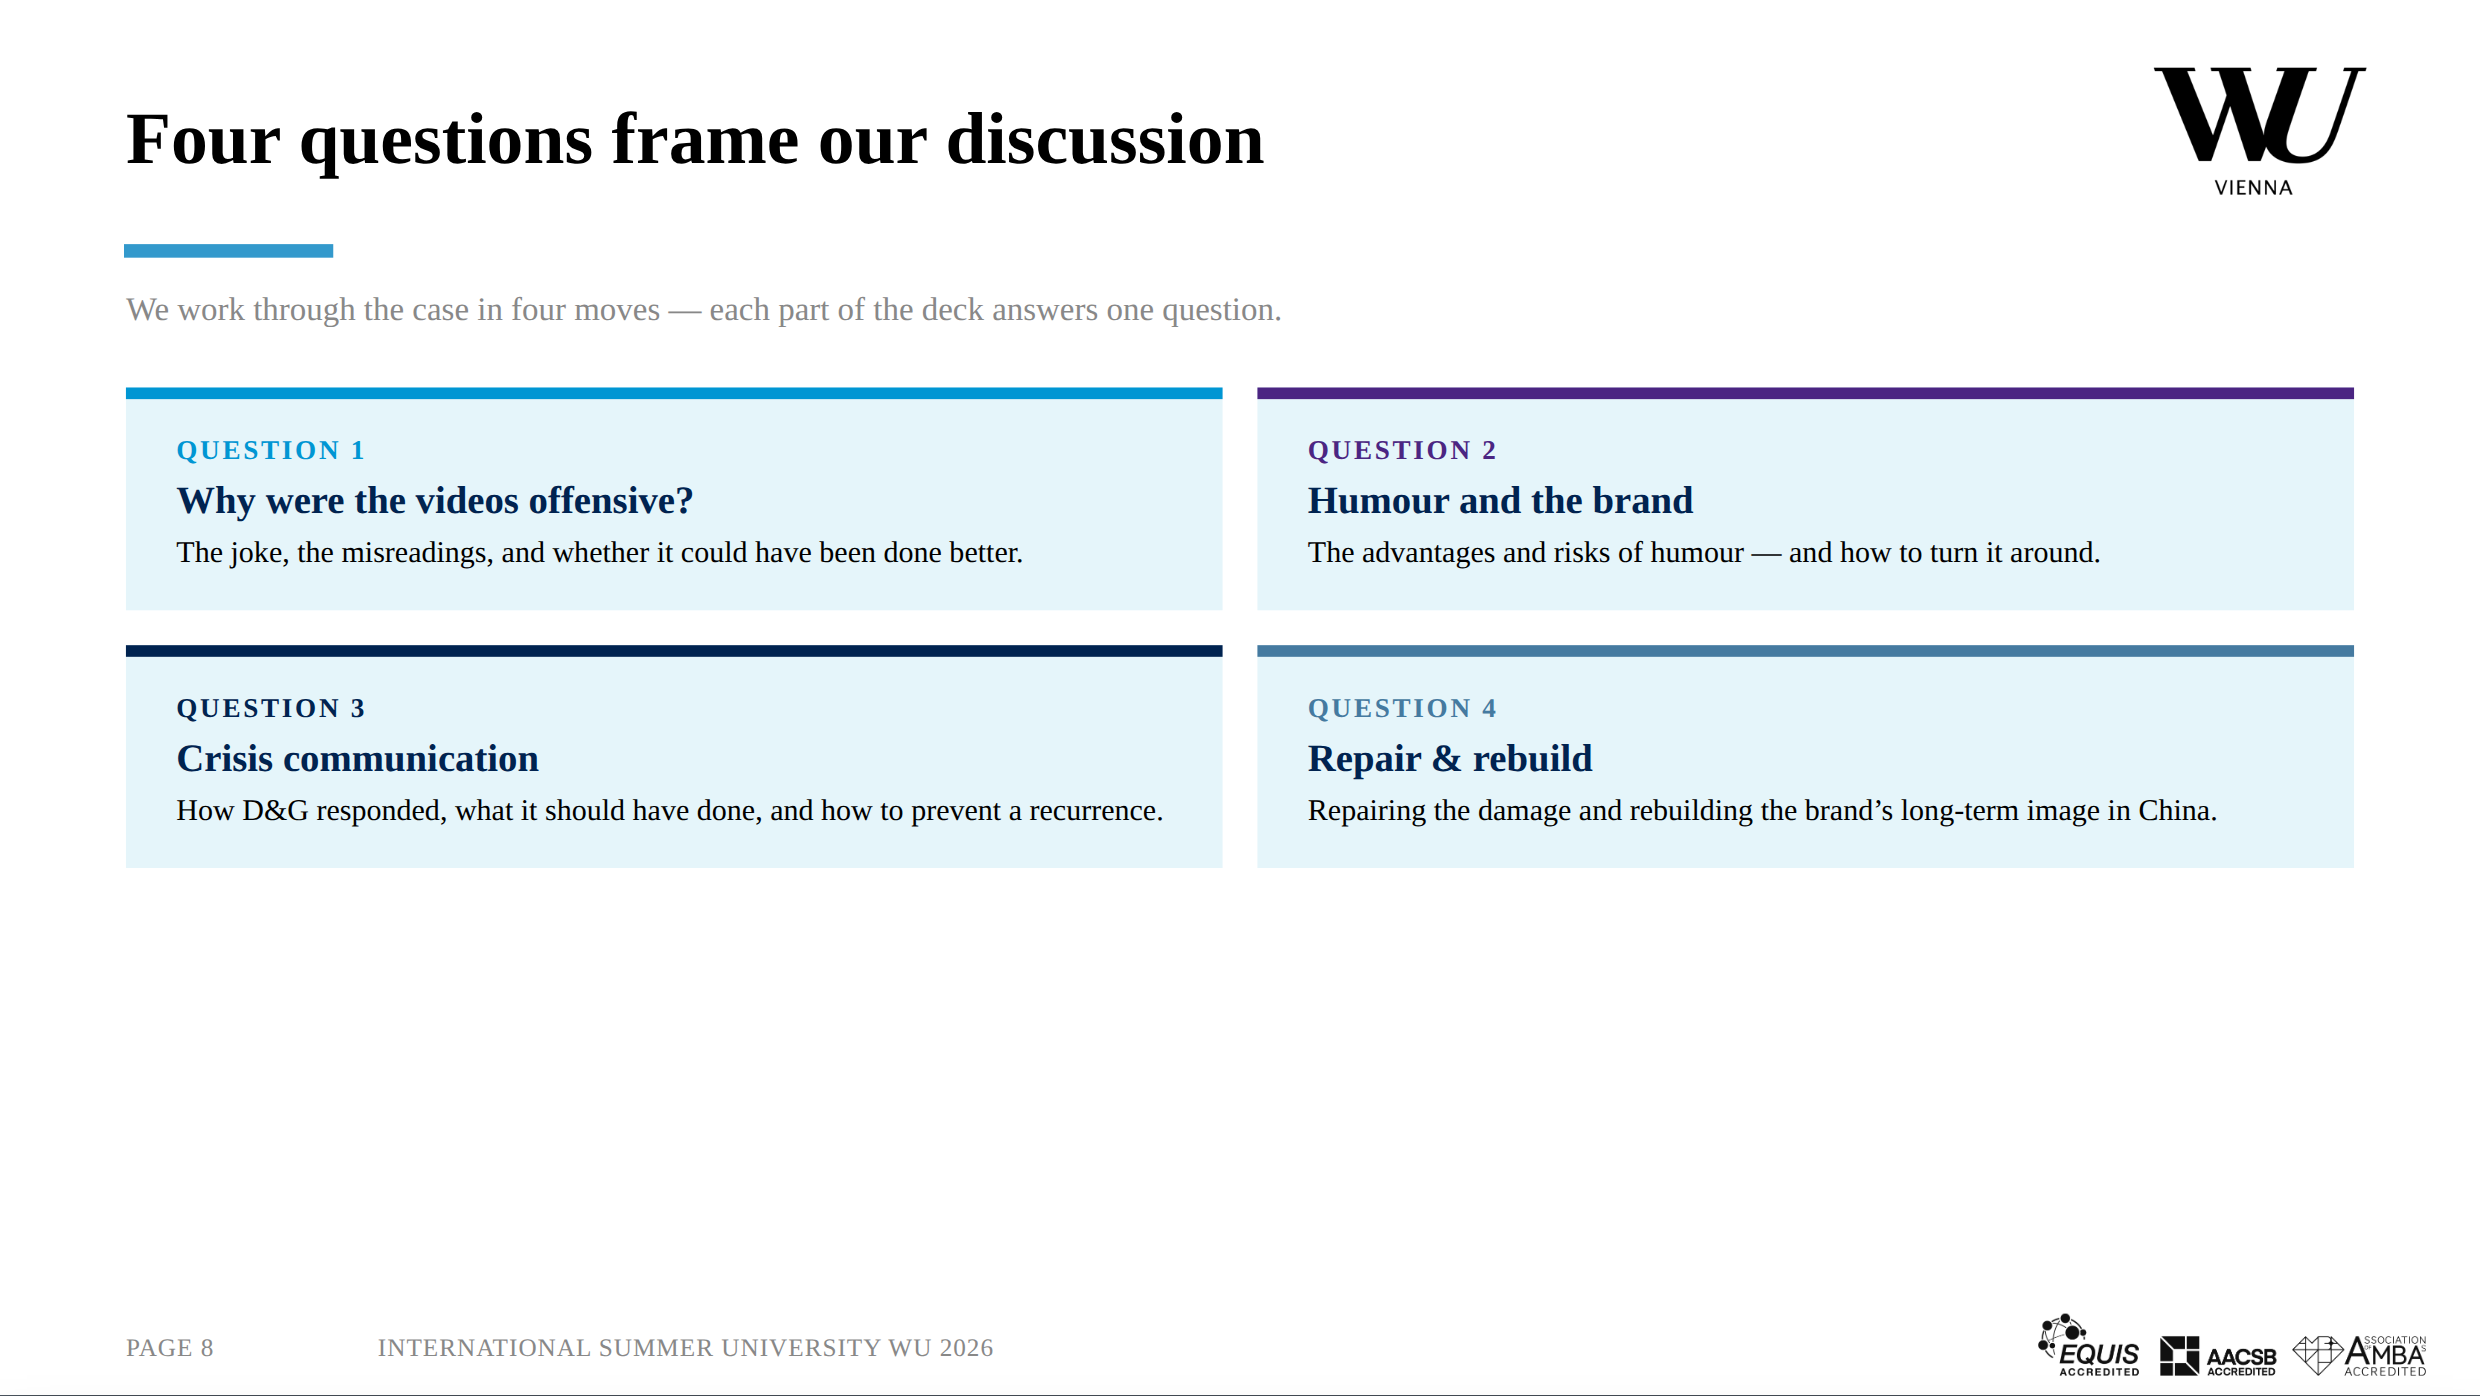 Four questions frame our discussion
WU
VIENNA
We work through the case in four moves — each part of the deck answers one question.
QUESTION 1
Why were the videos offensive?
The joke, the misreadings, and whether it could have been done better.
QUESTION 2
Humour and the brand
The advantages and risks of humour — and how to turn it around.
QUESTION 3
Crisis communication
How D&G responded, what it should have done, and how to prevent a recurrence.
QUESTION 4
Repair & rebuild
Repairing the damage and rebuilding the brand’s long-term image in China.
PAGE 8
INTERNATIONAL SUMMER UNIVERSITY WU 2026
EQUIS
ACCREDITED
AACSB
ACCREDITED
ASSOCIATION
OF MBAS
ACCREDITED